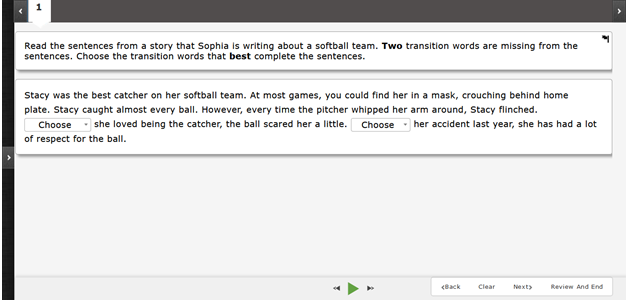 1
Read the sentences from a story that Sophia is writing about a softball team. Two transition words are missing from the
sentences. Choose the transition words that best complete the sentences.
Stacy was the best catcher on her softball team. At most games, you could find her in a mask, crouching behind home
plate. Stacy caught almost every ball. However, every time the pitcher whipped her arm around, Stacy flinched.
Choose she loved being the catcher, the ball scared her a little. Choose her accident last year, she has had a lot
of respect for the ball.
‹Back Clear Next› Review And End